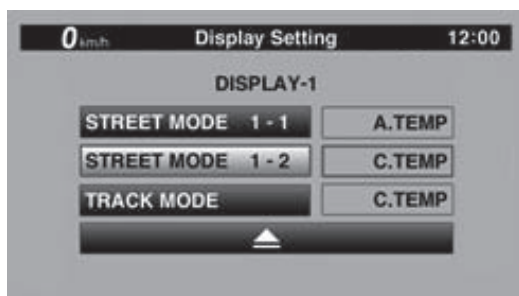 0 km/h Display Setting 12:00
DISPLAY-1
STREET MODE 1 - 1 A.TEMP
STREET MODE 1 - 2 C.TEMP
TRACK MODE C.TEMP